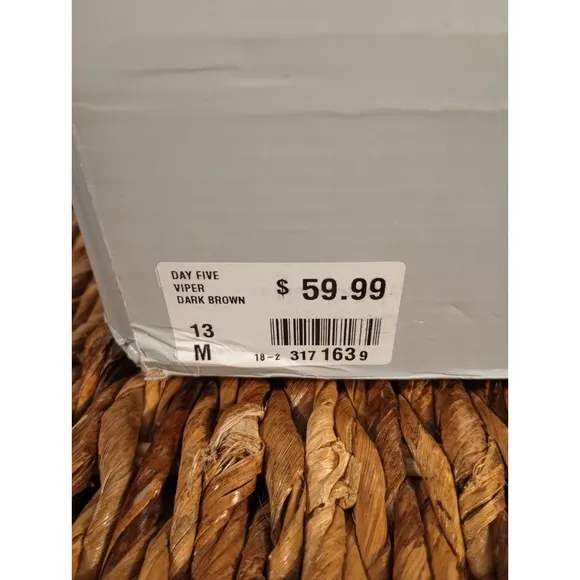 DAY FIVE
VIPER
DARK BROWN
$ 59.99
13
M
18-2 317 163 9